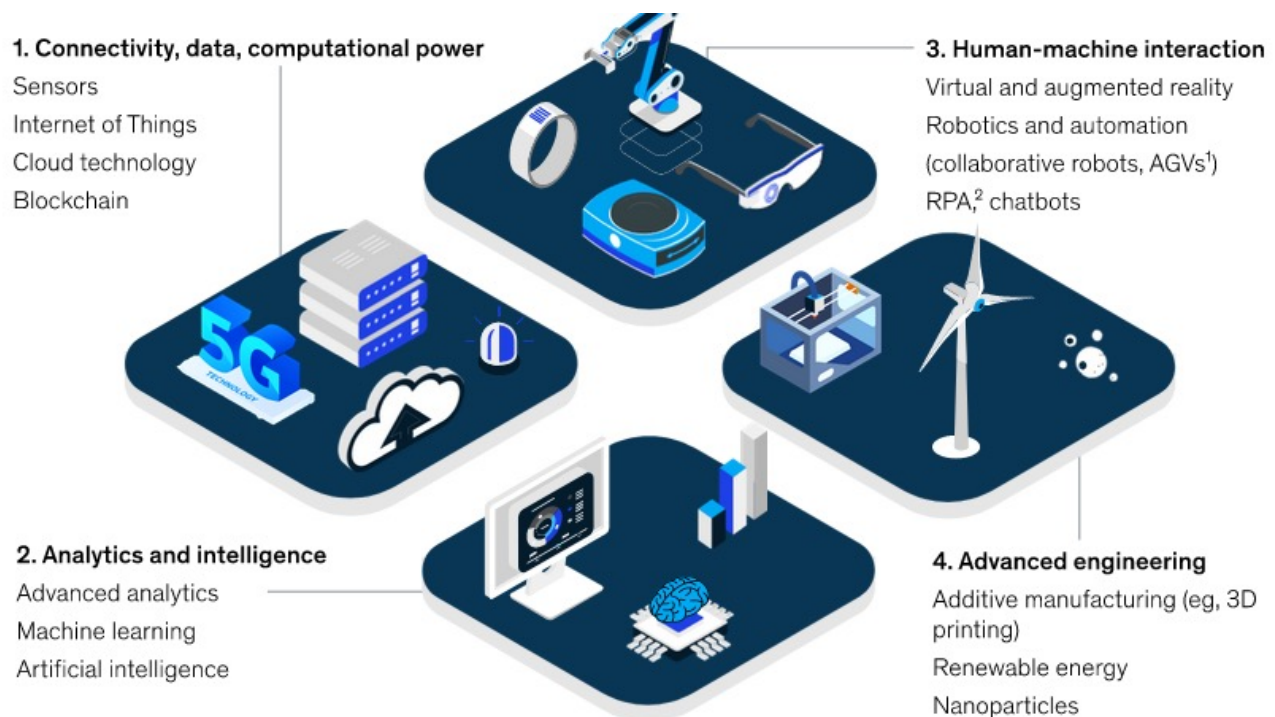 1. Connectivity, data, computational power
Sensors
Internet of Things
Cloud technology
Blockchain
3. Human-machine interaction
Virtual and augmented reality
Robotics and automation
(collaborative robots, AGVs¹)
RPA,² chatbots
5G
TECHNOLOGY
2. Analytics and intelligence
Advanced analytics
Machine learning
Artificial intelligence
4. Advanced engineering
Additive manufacturing (eg, 3D
printing)
Renewable energy
Nanoparticles